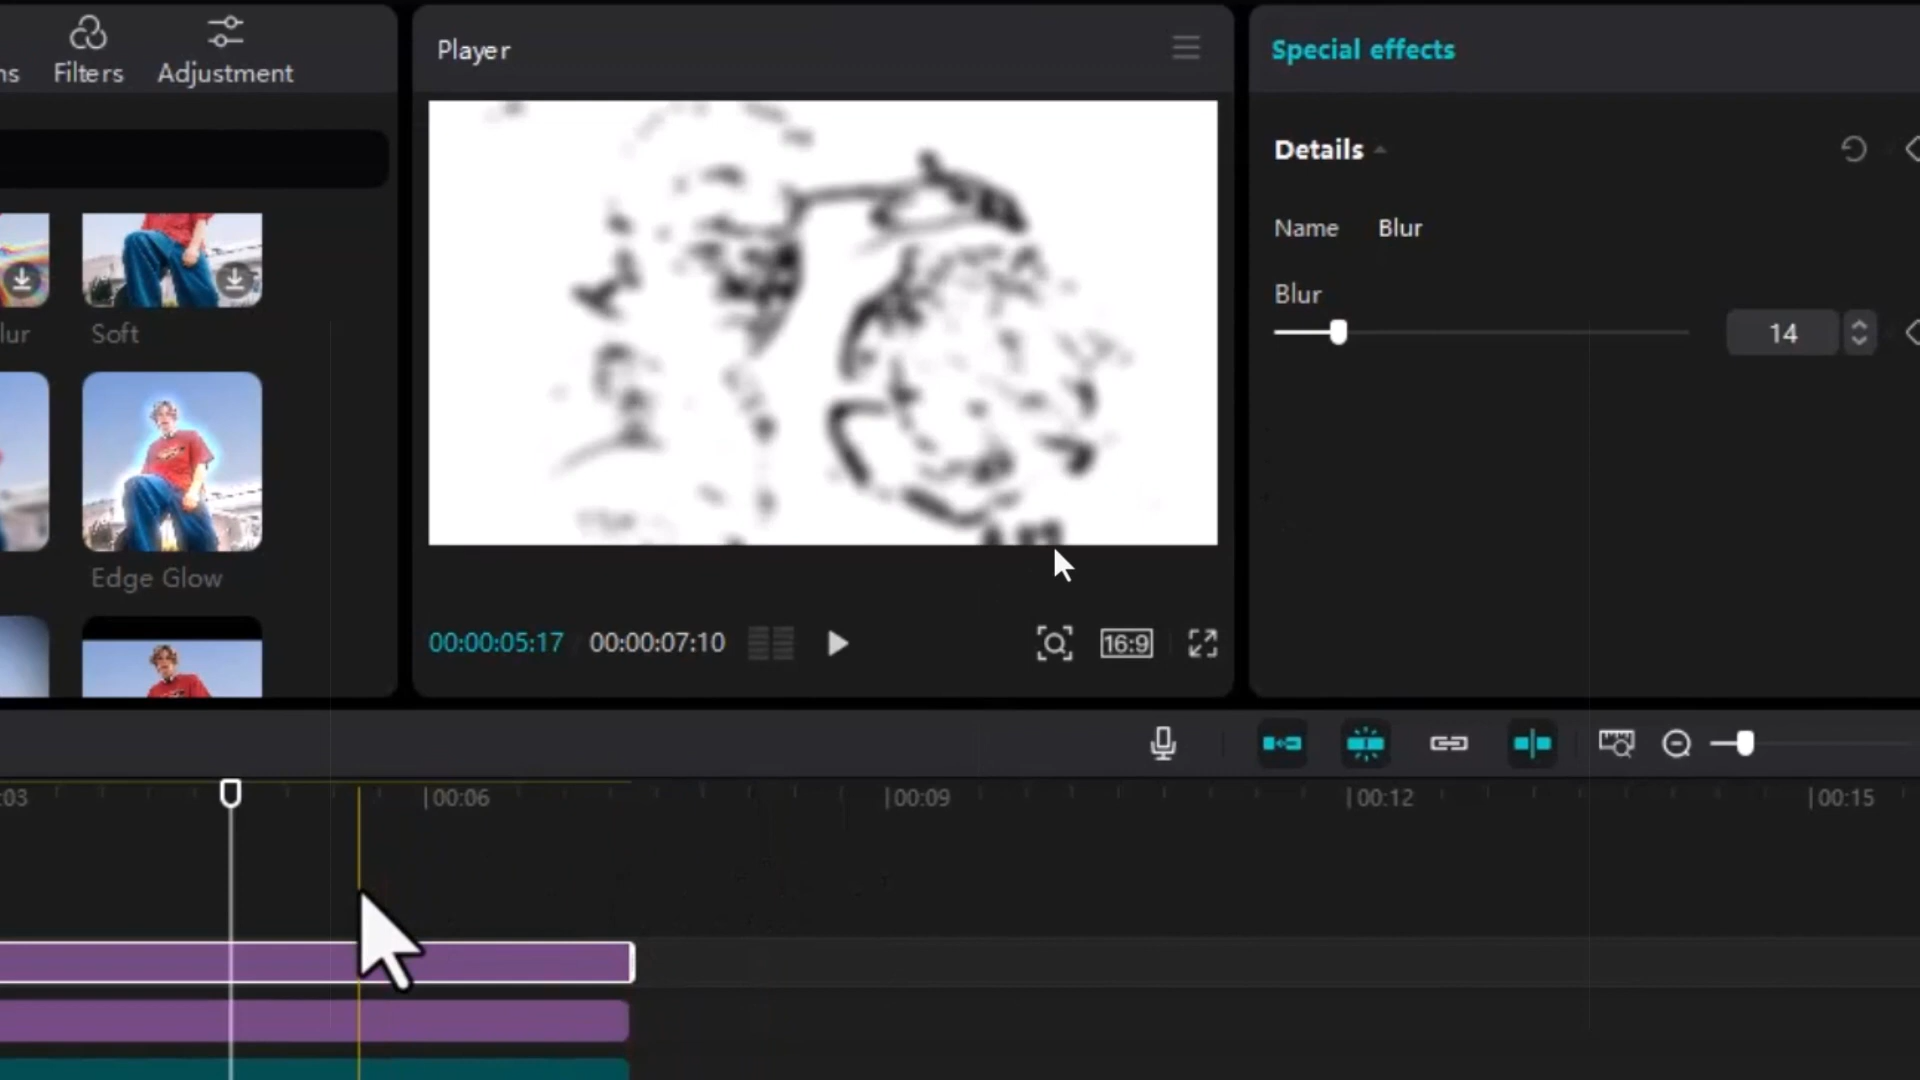 ns
Filters
Adjustment
lur
Soft
Edge Glow
Player
00:00:05:17
00:00:07:10
16:9
Special effects
Details
Name
Blur
Blur
14
:03
00:06
00:09
00:12
00:15